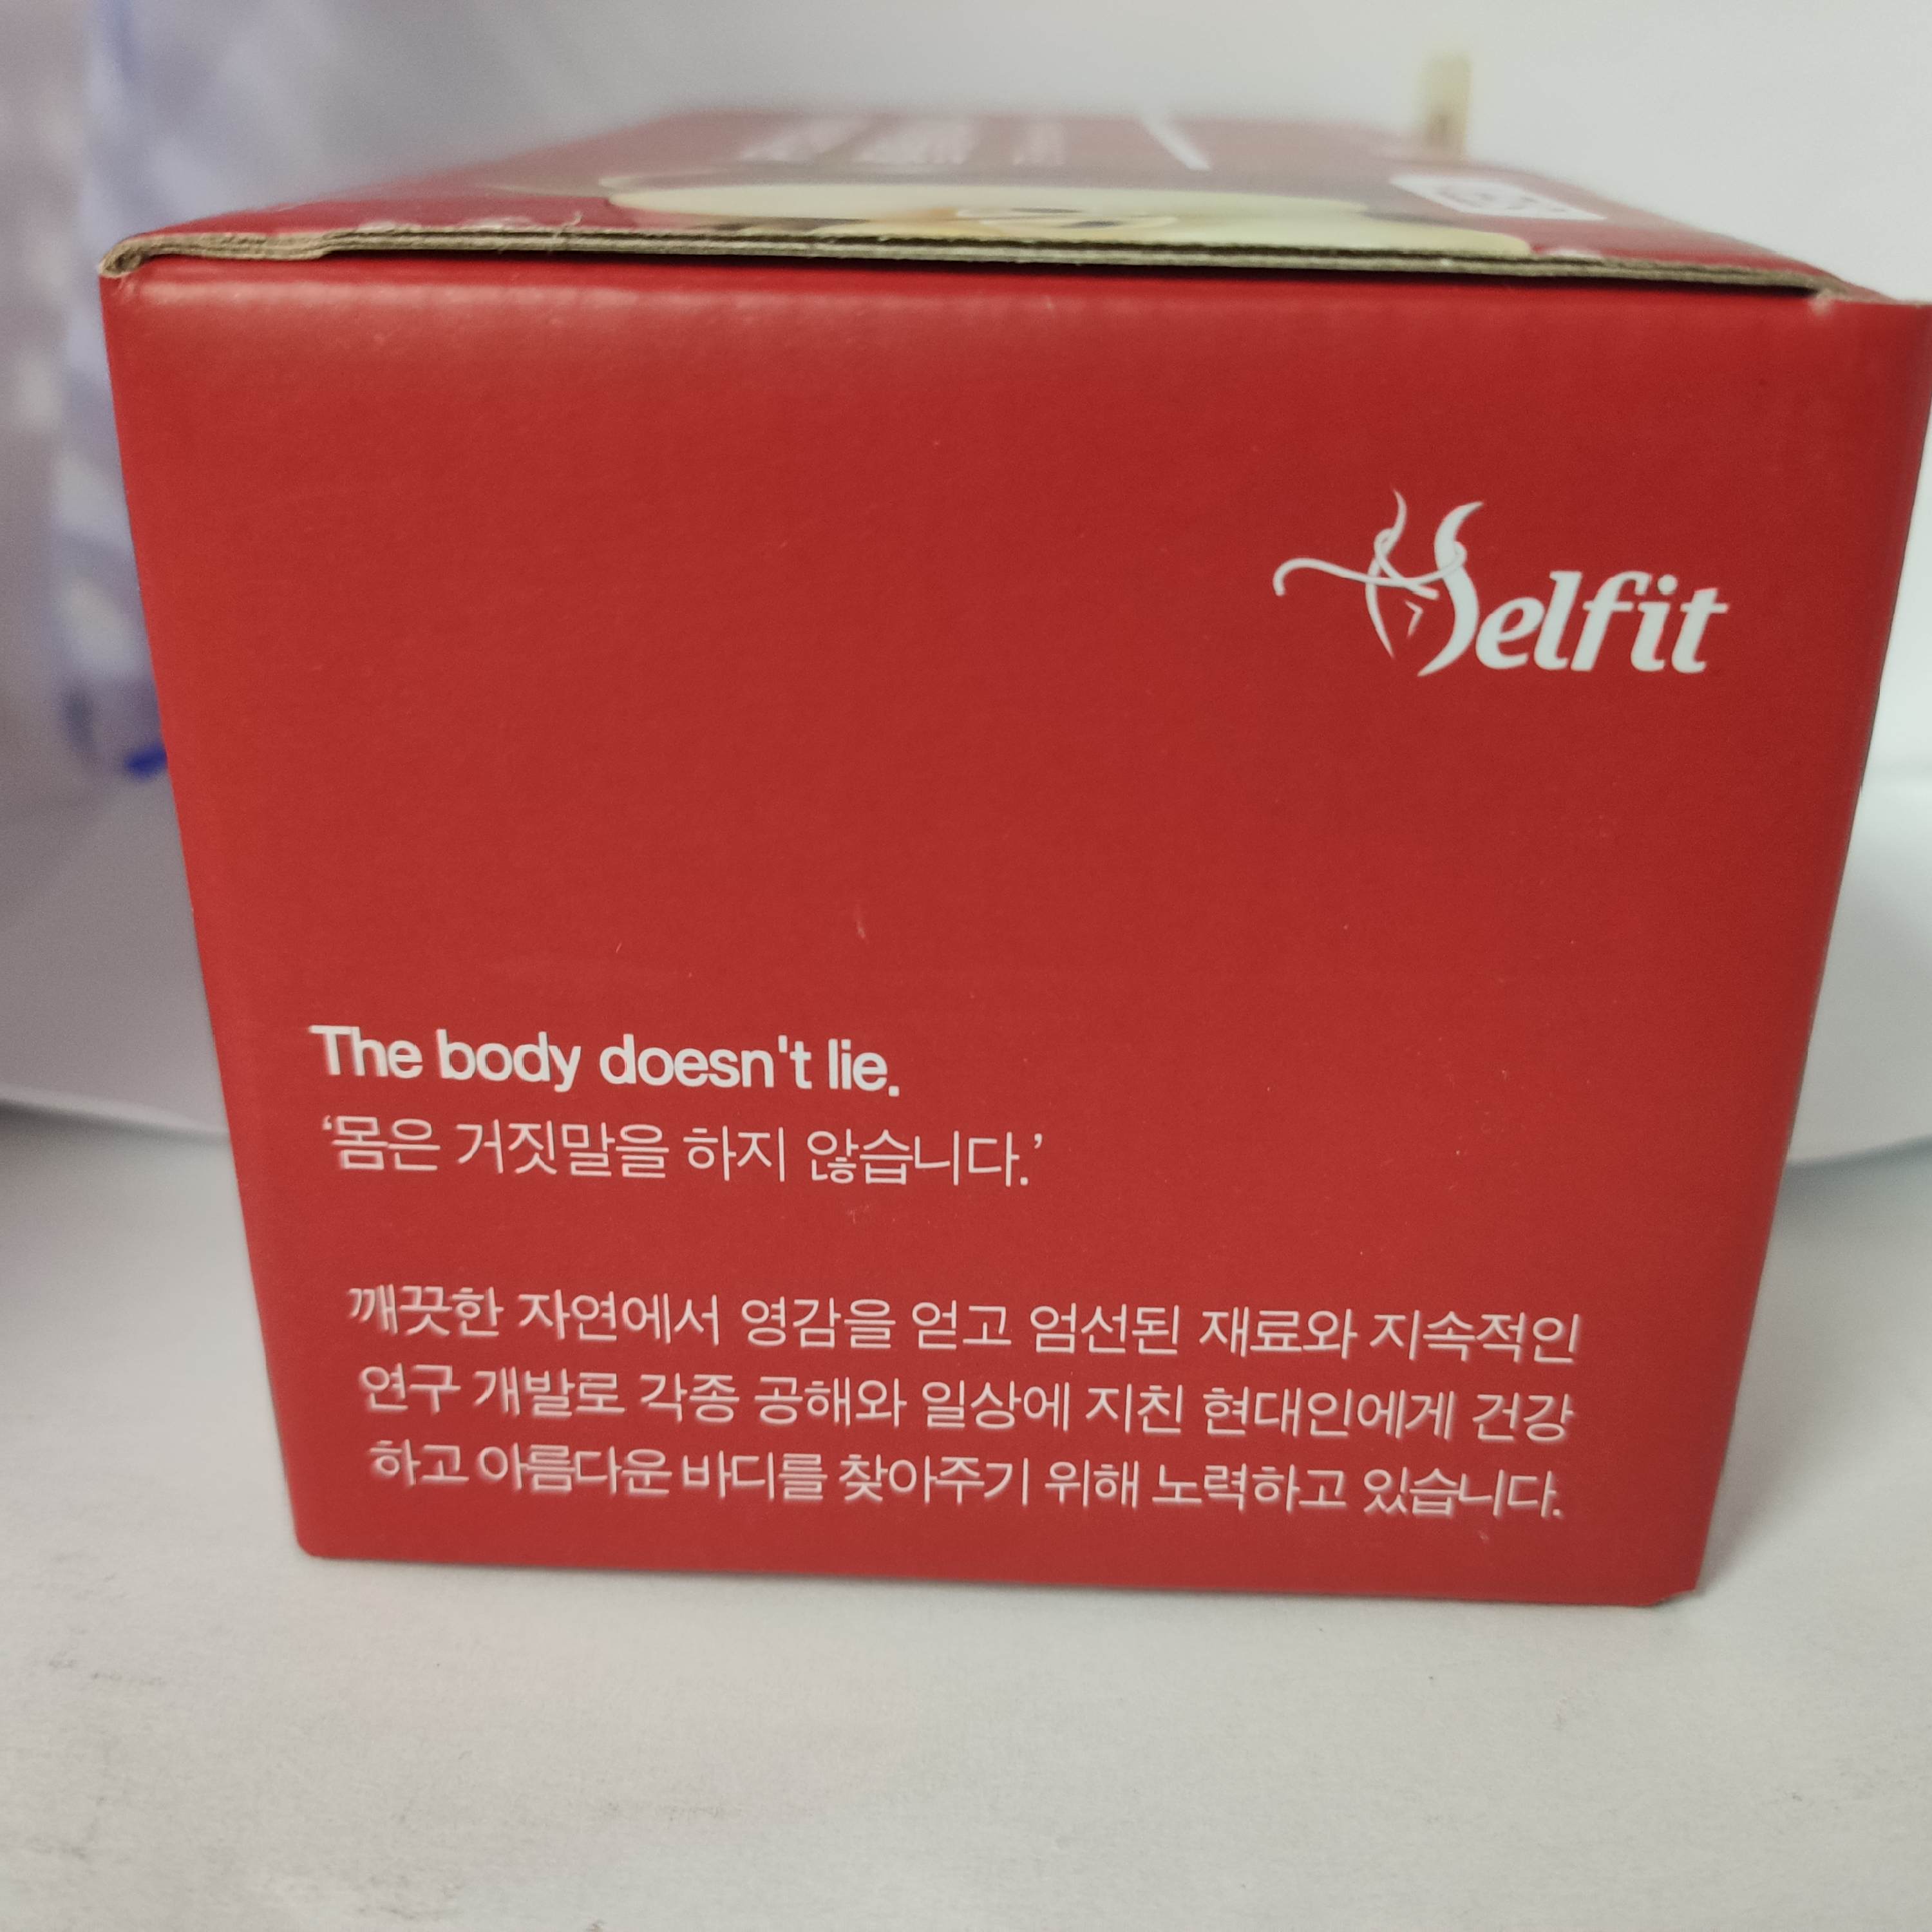 Selfit
The body doesn't lie.
‘몸은 거짓말을 하지 않습니다.’
깨끗한 자연에서 영감을 얻고 엄선된 재료와 지속적인
연구 개발로 각종 공해와 일상에 지친 현대인에게 건강
하고 아름다운 바디를 찾아주기 위해 노력하고 있습니다.